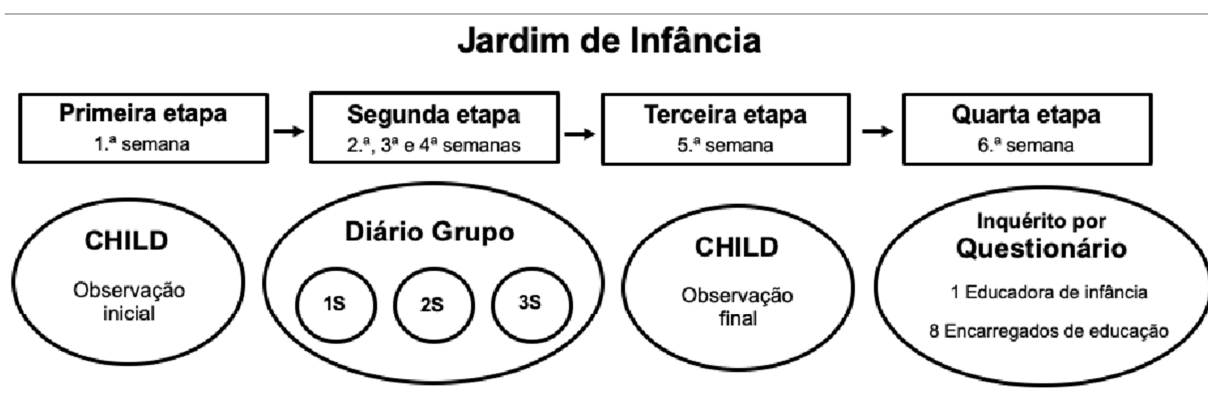 Jardim de Infância
Primeira etapa
1.ª semana
Segunda etapa
2.ª, 3ª e 4ª semanas
Terceira etapa
5.ª semana
Quarta etapa
6.ª semana
CHILD
Observação
inicial
Diário Grupo
1S
2S
3S
CHILD
Observação
final
Inquérito por
Questionário
1 Educadora de infância
8 Encarregados de educação